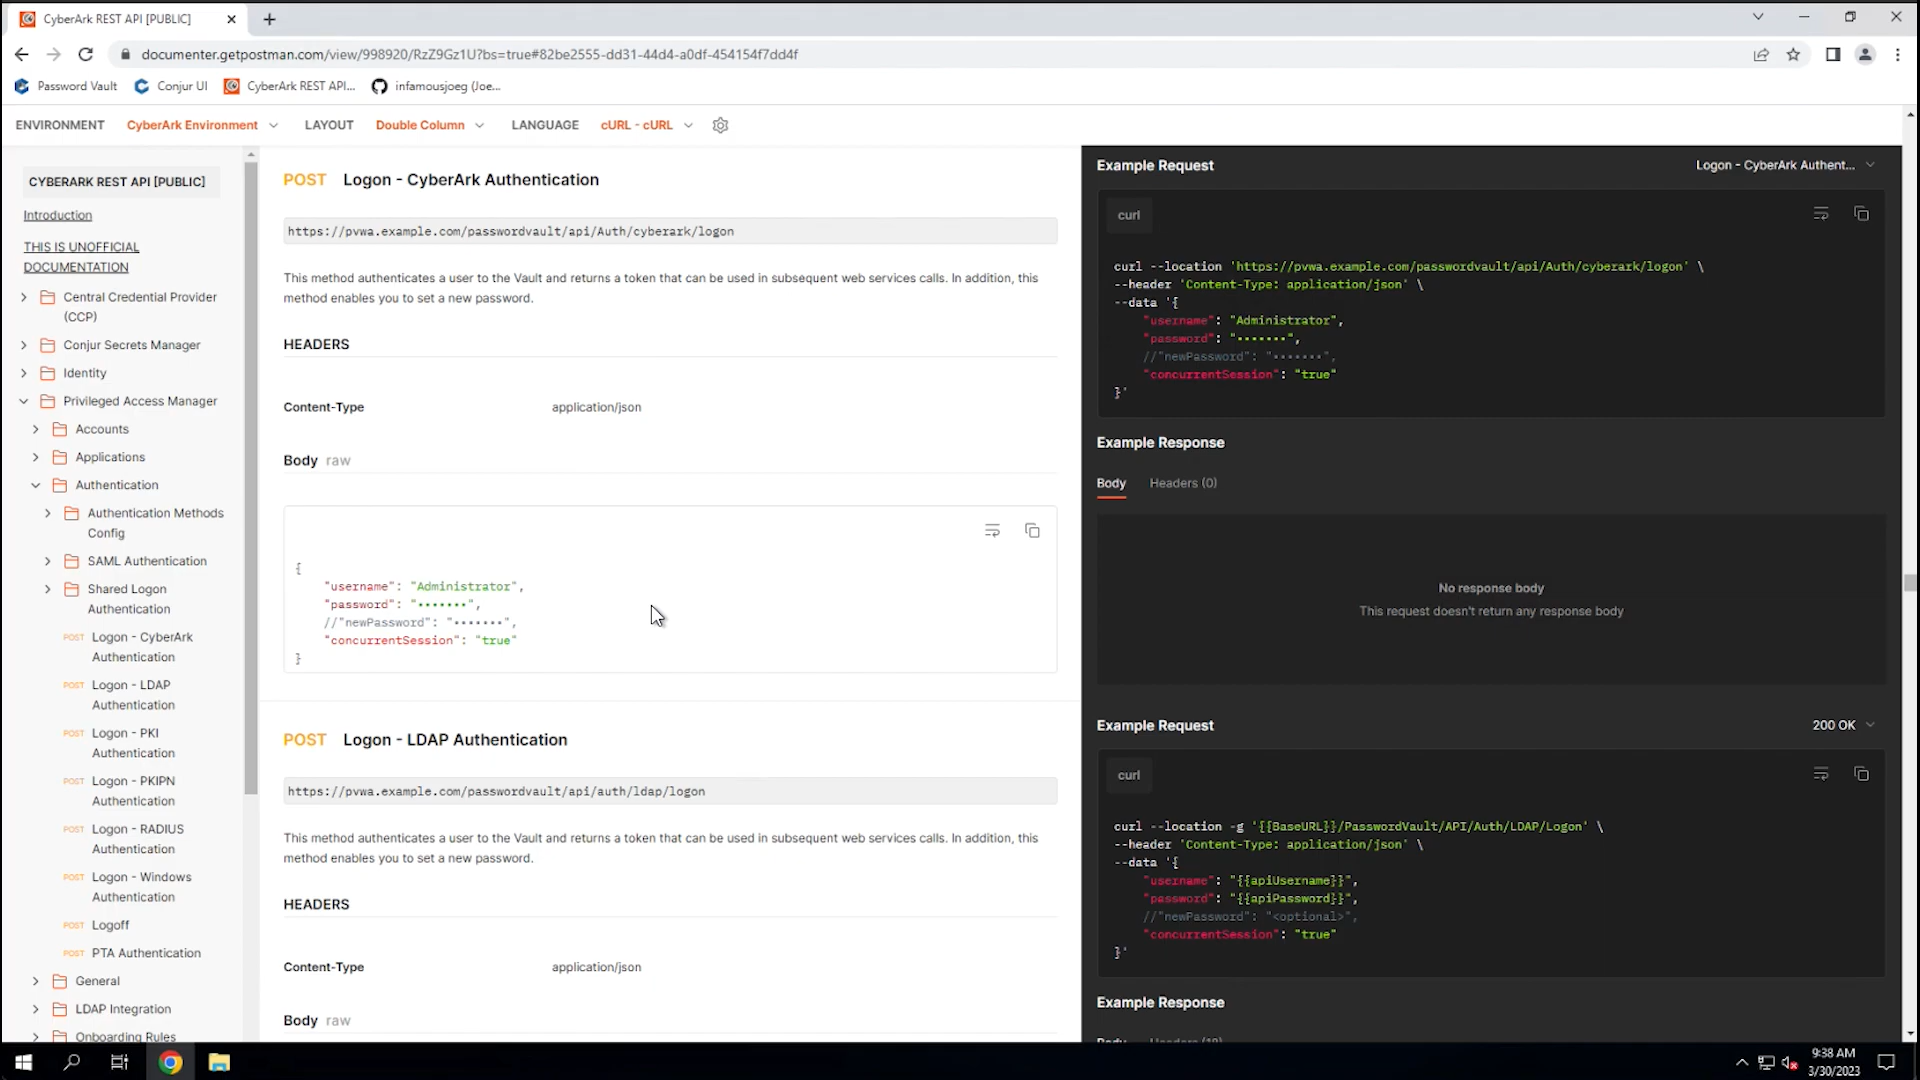 CyberArk REST API [PUBLIC]
documenter.getpostman.com/view/998920/RzZ9Gz1U?bs=true#82be2555-dd31-44d4-a0df-454154f7dd4f
Password Vault
Conjur UI
CyberArk REST API...
infamousjoeg (Joe...
ENVIRONMENT
CyberArk Environment
LAYOUT
Double Column
LANGUAGE
cURL - cURL
CYBERARK REST API [PUBLIC]
Introduction
THIS IS UNOFFICIAL
DOCUMENTATION
Central Credential Provider
(CCP)
Conjur Secrets Manager
Identity
Privileged Access Manager
Accounts
Applications
Authentication
Authentication Methods
Config
SAML Authentication
Shared Logon
Authentication
POST Logon - CyberArk
Authentication
POST Logon - LDAP
Authentication
POST Logon - PKI
Authentication
POST Logon - PKIPN
Authentication
POST Logon - RADIUS
Authentication
POST Logon - Windows
Authentication
POST Logoff
POST PTA Authentication
General
LDAP Integration
Onboarding Rules
POST Logon - CyberArk Authentication
https://pvwa.example.com/passwordvault/api/Auth/cyberark/logon
This method authenticates a user to the Vault and returns a token that can be used in subsequent web services calls. In addition, this
method enables you to set a new password.
HEADERS
Content-Type application/json
Body raw
{
"username": "Administrator",
"password": "•••••••",
//"newPassword": "•••••••",
"concurrentSession": "true"
}
POST Logon - LDAP Authentication
https://pvwa.example.com/passwordvault/api/auth/ldap/logon
This method authenticates a user to the Vault and returns a token that can be used in subsequent web services calls. In addition, this
method enables you to set a new password.
HEADERS
Content-Type application/json
Body raw
Example Request
Logon - CyberArk Authent...
curl
curl --location 'https://pvwa.example.com/passwordvault/api/Auth/cyberark/logon' \
--header 'Content-Type: application/json' \
--data '{
"username": "Administrator",
"password": "•••••••",
//"newPassword": "•••••••",
"concurrentSession": "true"
}'
Example Response
Body Headers (0)
No response body
This request doesn't return any response body
Example Request
200 OK
curl
curl --location -g '{{BaseURL}}/PasswordVault/API/Auth/LDAP/Logon' \
--header 'Content-Type: application/json' \
--data '{
"username": "{{apiUsername}}",
"password": "{{apiPassword}}",
//"newPassword": "<optional>",
"concurrentSession": "true"
}'
Example Response
9:38 AM
3/30/2023